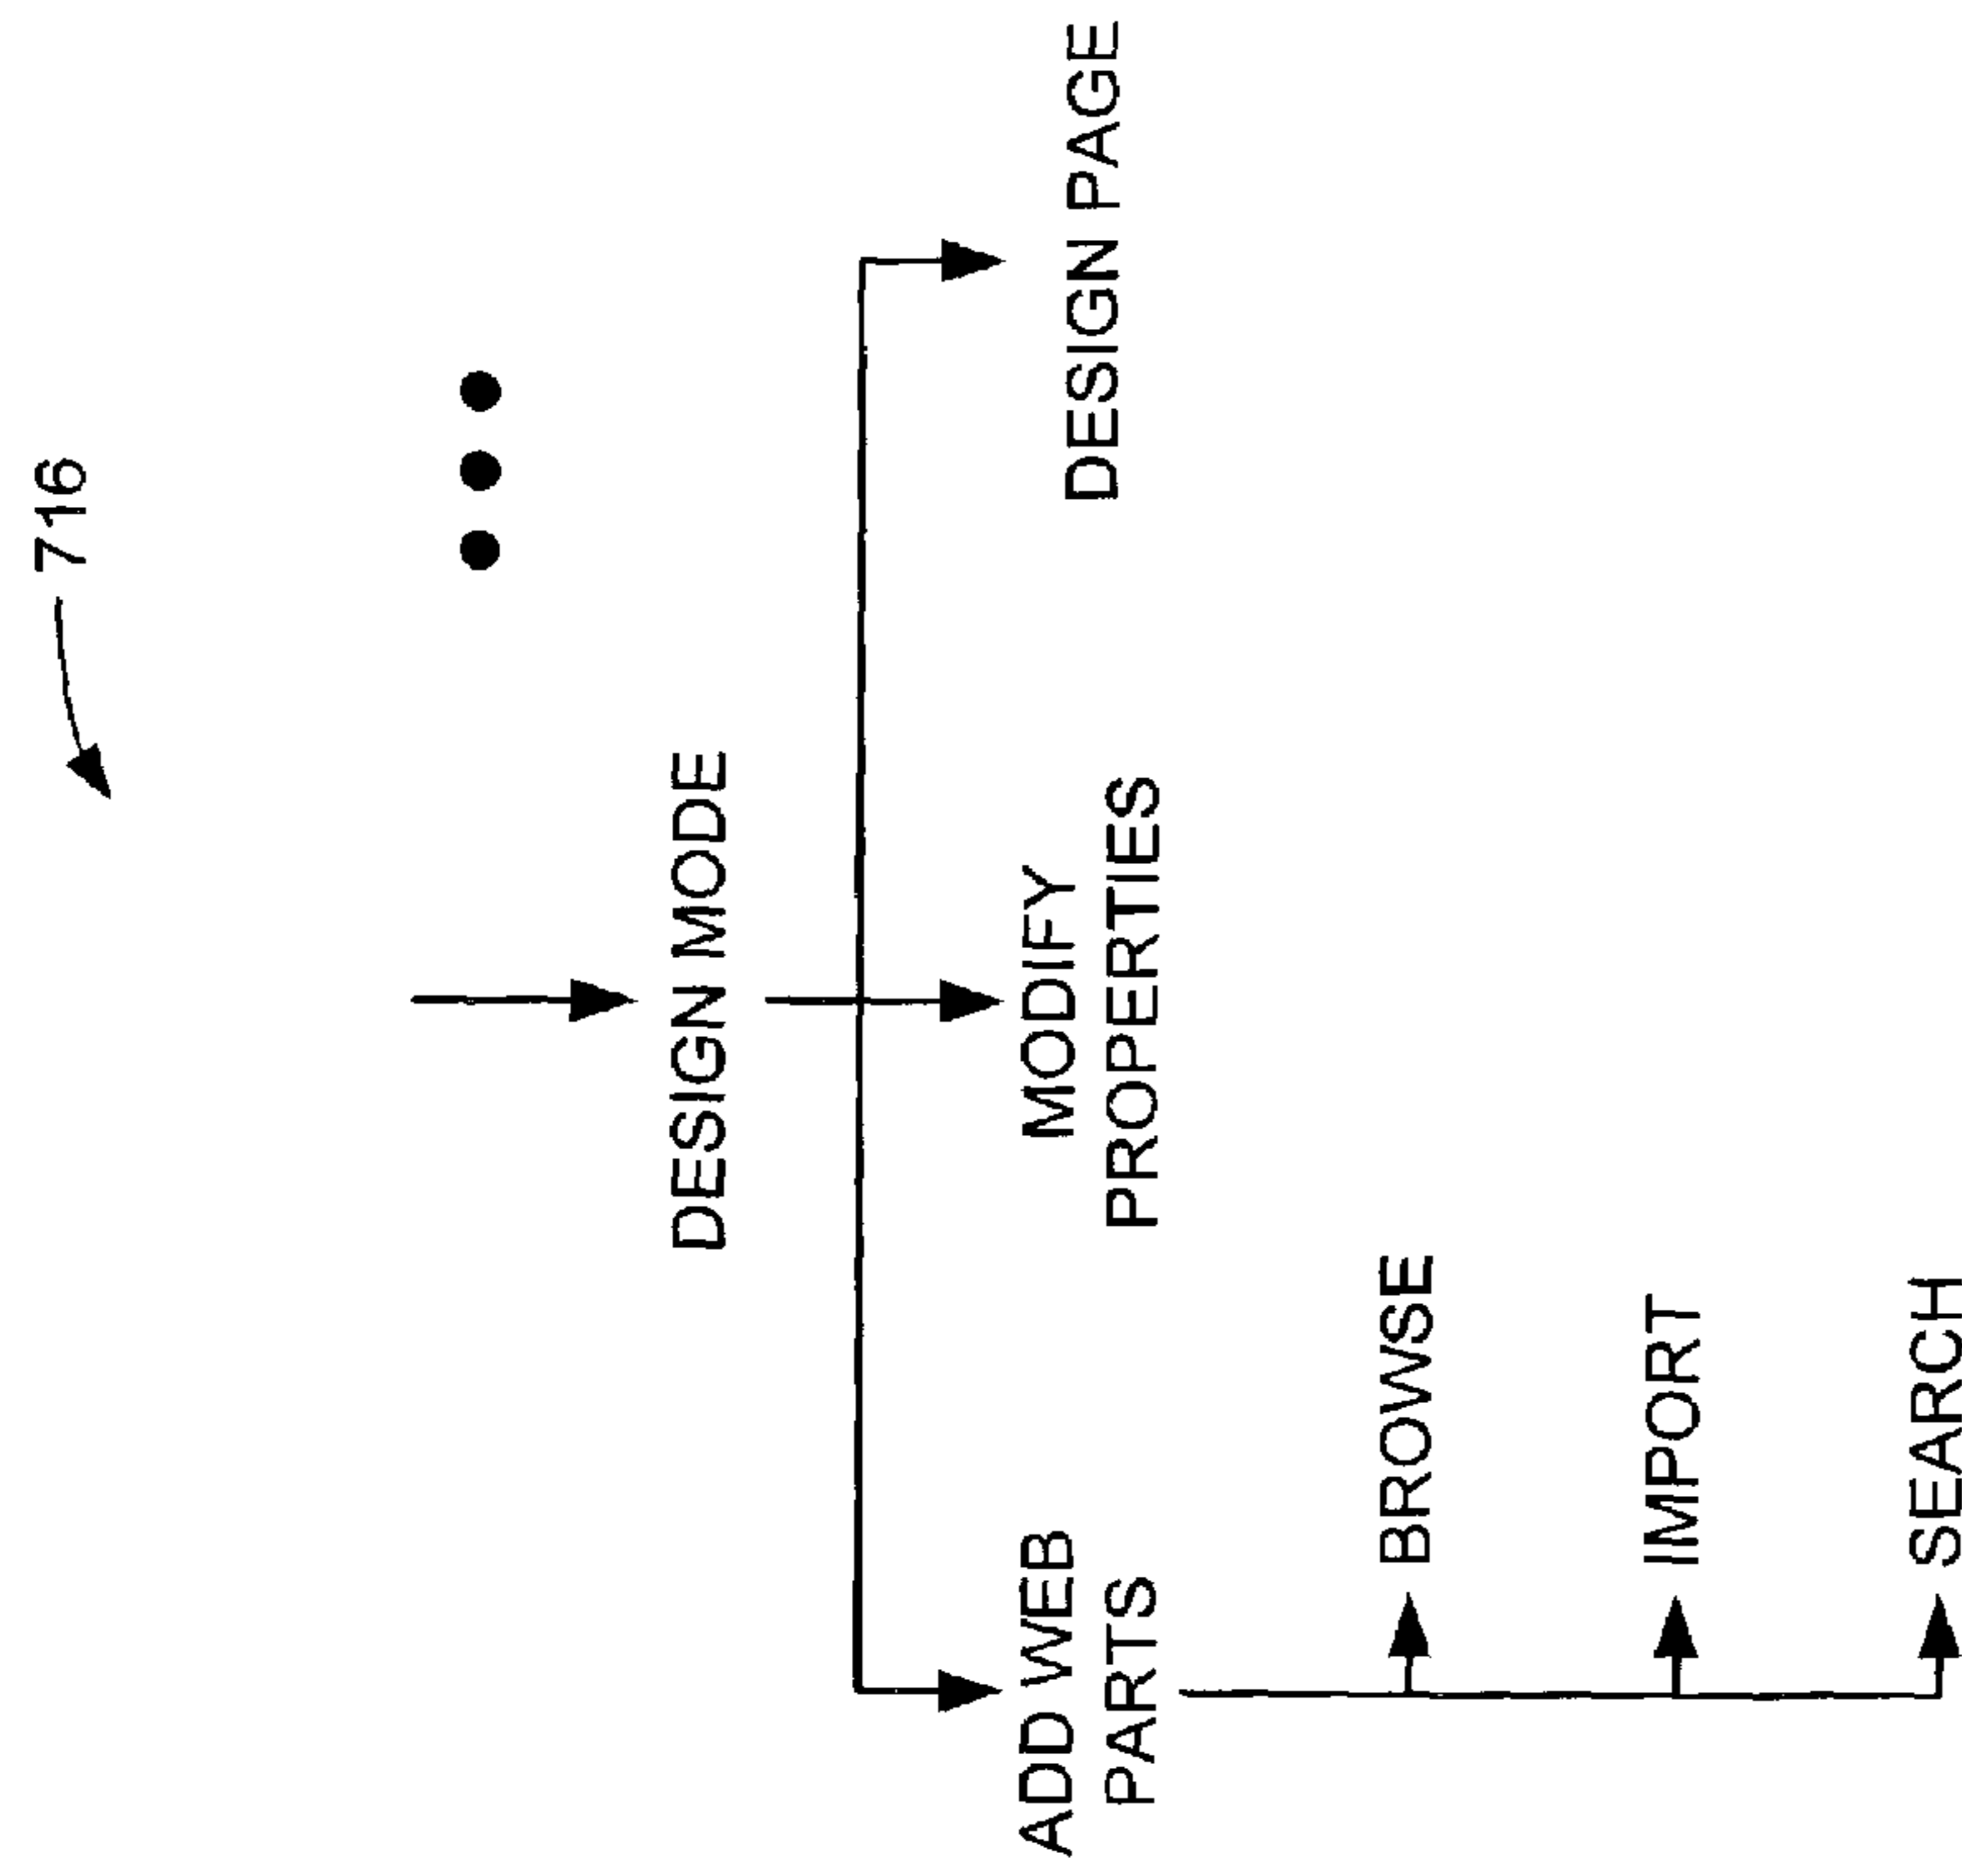 716
DESIGN MODE
ADD WEB
PARTS
MODIFY
PROPERTIES
DESIGN PAGE
BROWSE
IMPORT
SEARCH